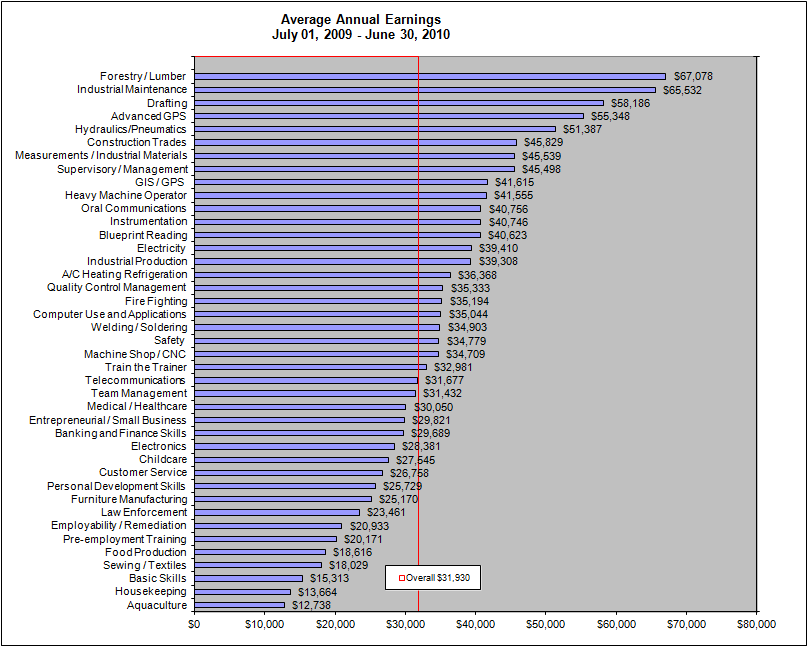 Average Annual Earnings
July 01, 2009 - June 30, 2010
Forestry / Lumber $67,078
Industrial Maintenance $65,532
Drafting $58,186
Advanced GPS $55,348
Hydraulics/Pneumatics $51,387
Construction Trades $45,829
Measurements / Industrial Materials $45,539
Supervisory / Management $45,498
GIS / GPS $41,615
Heavy Machine Operator $41,555
Oral Communications $40,756
Instrumentation $40,746
Blueprint Reading $40,623
Electricity $39,410
Industrial Production $39,308
A/C Heating Refrigeration $36,368
Quality Control Management $35,333
Fire Fighting $35,194
Computer Use and Applications $35,044
Welding / Soldering $34,903
Safety $34,779
Machine Shop / CNC $34,709
Train the Trainer $32,981
Telecommunications $31,677
Team Management $31,432
Medical / Healthcare $30,050
Entrepreneurial / Small Business $29,821
Banking and Finance Skills $29,689
Electronics $28,381
Childcare $27,545
Customer Service $26,758
Personal Development Skills $25,729
Furniture Manufacturing $25,170
Law Enforcement $23,461
Employability / Remediation $20,933
Pre-employment Training $20,171
Food Production $18,616
Sewing / Textiles $18,029
Basic Skills $15,313
Overall $31,930
Housekeeping $13,664
Aquaculture $12,738
$0 $10,000 $20,000 $30,000 $40,000 $50,000 $60,000 $70,000 $80,000